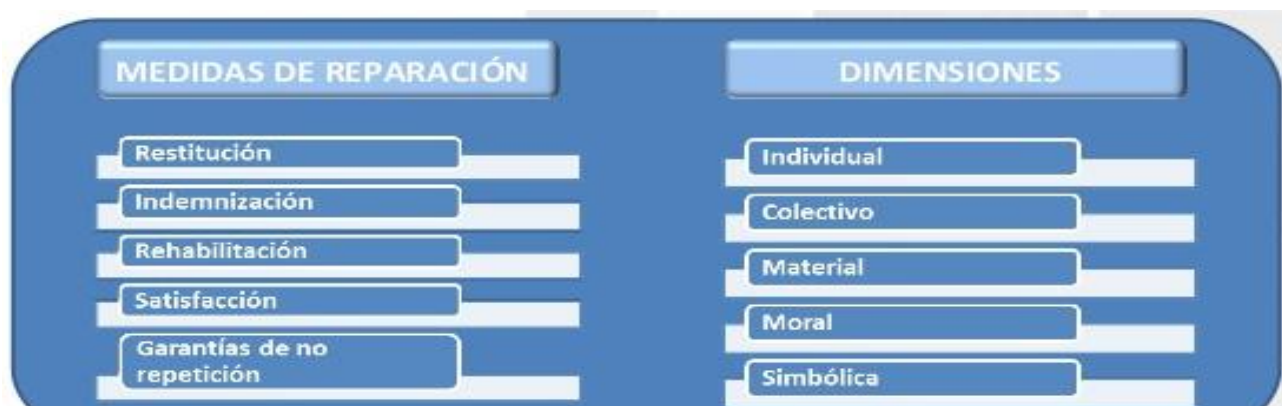 MEDIDAS DE REPARACIÓN
Restitución
Indemnización
Rehabilitación
Satisfacción
Garantías de no
repetición
DIMENSIONES
Individual
Colectivo
Material
Moral
Simbólica